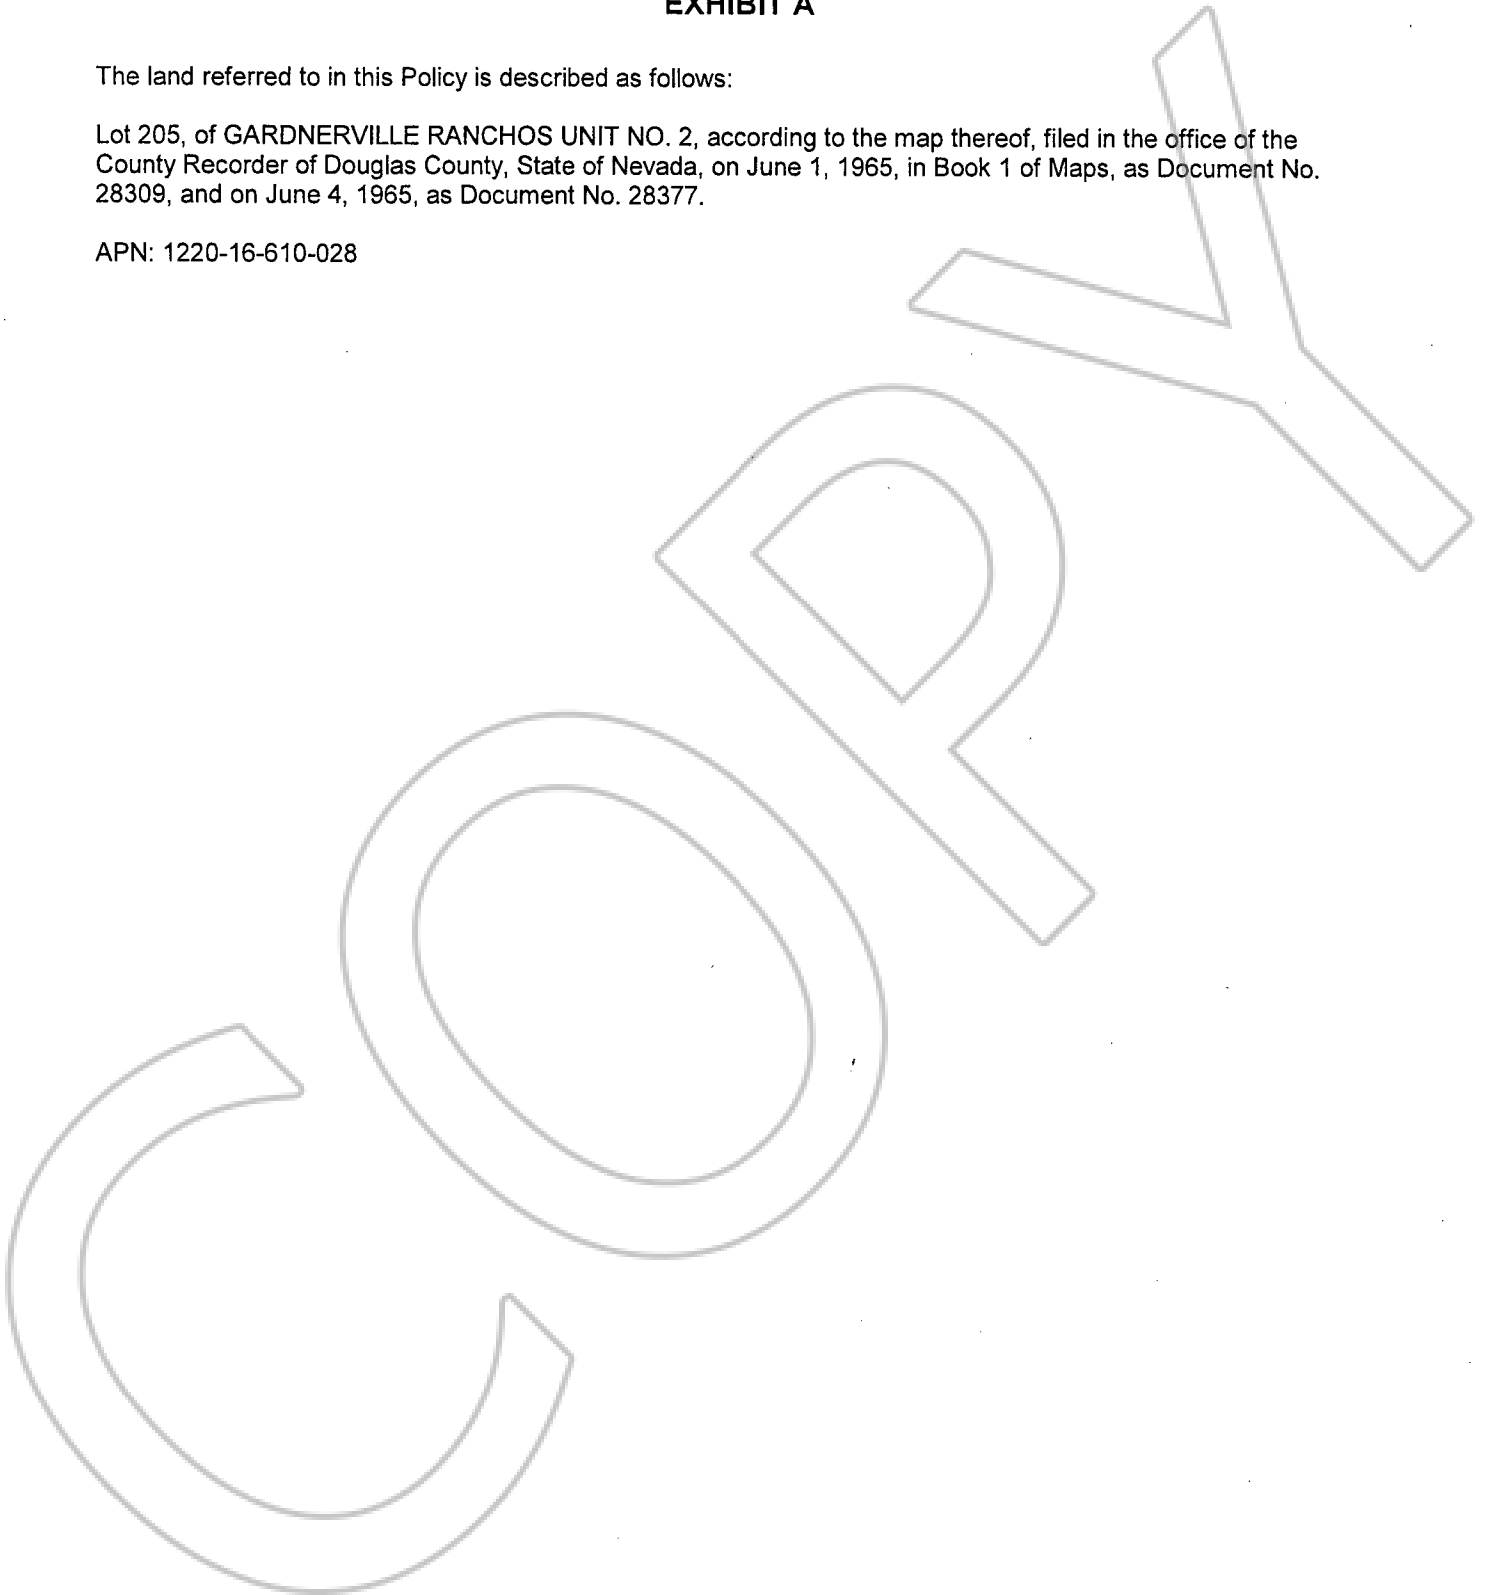 EXHIBIT A
The land referred to in this Policy is described as follows:
Lot 205, of GARDNERVILLE RANCHOS UNIT NO. 2, according to the map thereof, filed in the office of the
County Recorder of Douglas County, State of Nevada, on June 1, 1965, in Book 1 of Maps, as Document No.
28309, and on June 4, 1965, as Document No. 28377.
APN: 1220-16-610-028
COPY